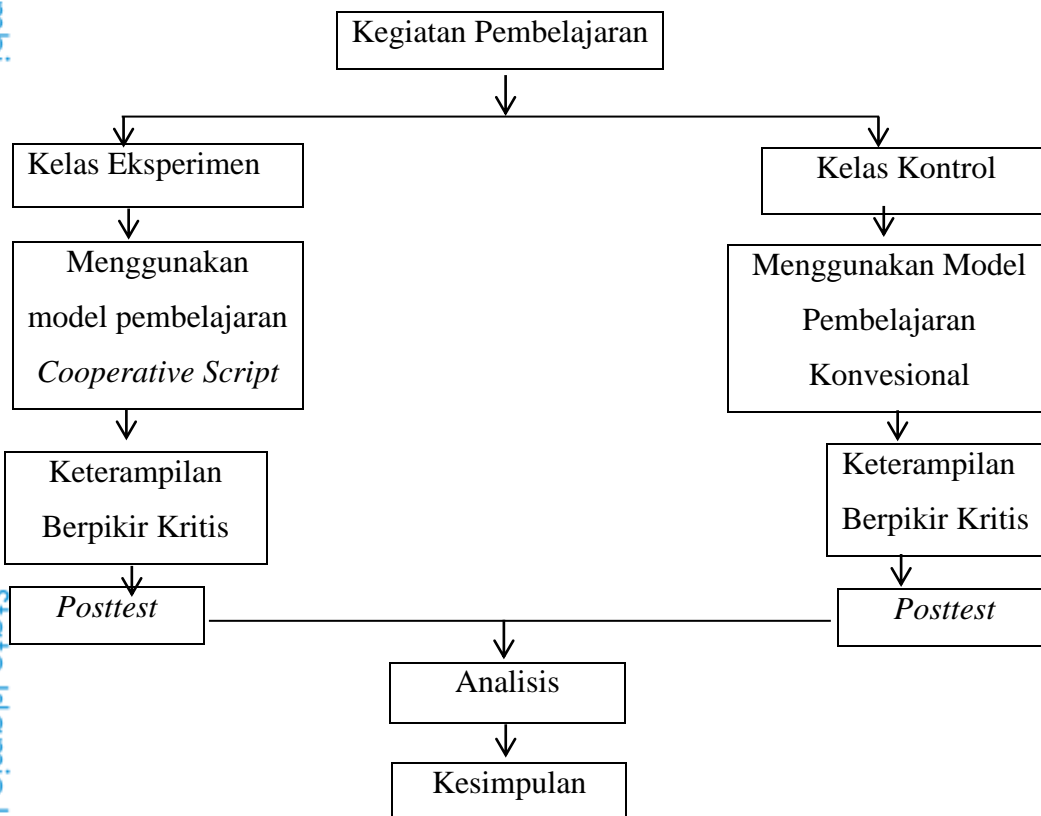 Kegiatan Pembelajaran
Kelas Eksperimen
Kelas Kontrol
Menggunakan
model pembelajaran
Cooperative Script
Menggunakan Model
Pembelajaran
Konvesional
Keterampilan
Berpikir Kritis
Keterampilan
Berpikir Kritis
Posttest
Posttest
Analisis
Kesimpulan